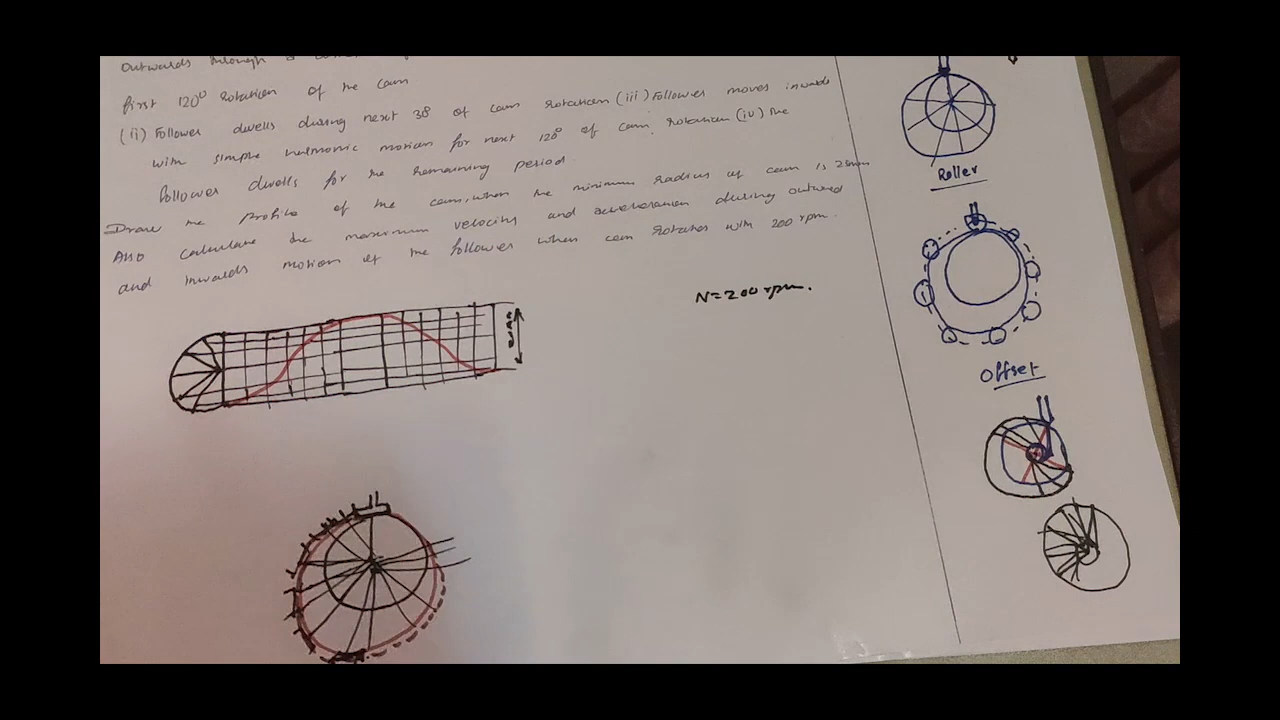 Outwards through
first 120° rotation of the cam
(ii) Follower dwells during next 30 of cam rotation (iii) Follower moves inwards
with simple harmonic motion for next 120° of cam rotation (iv) The
follower dwells for the remaining period
Draw the profile of the cam, when the minimum radius of cam is 25mm
Also calculate the maximum velocity and acceleration during outward
and inwards motion of the follower when cam rotates with 200 rpm.
N=200 rpm.
Roller
Offset